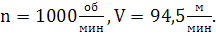 n = 1000 об/мин, V = 94,5 м/мин.